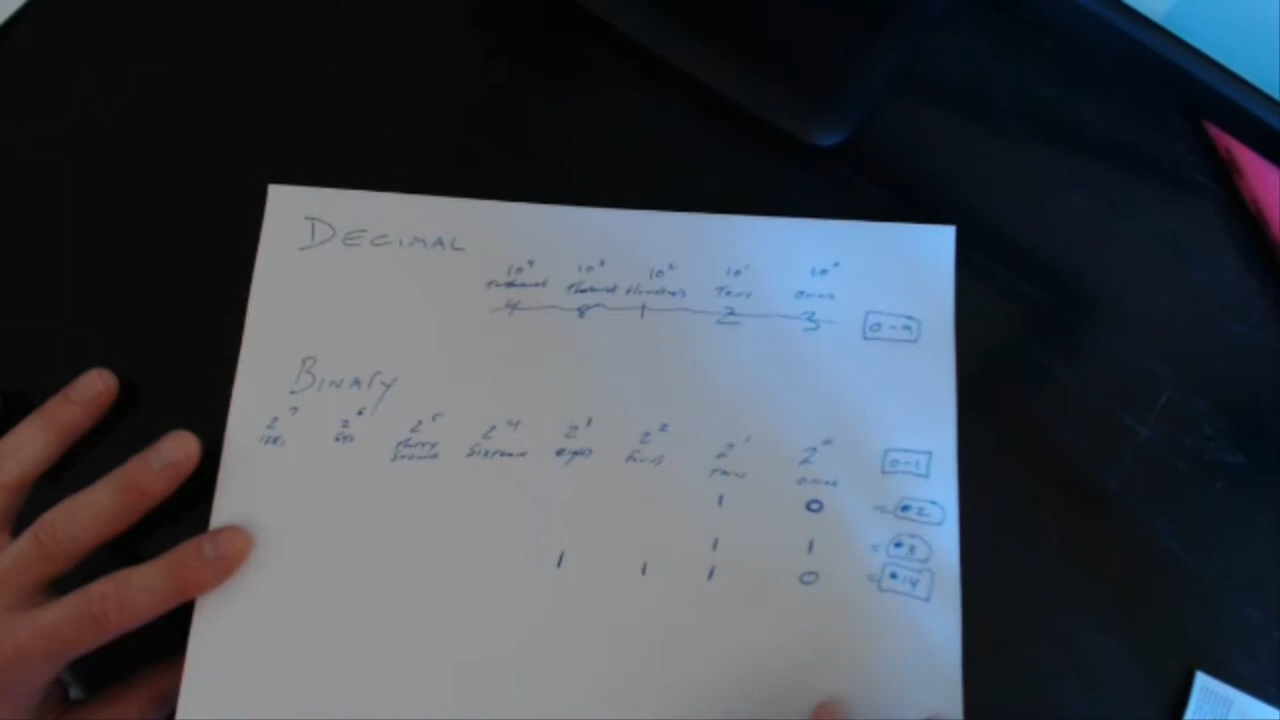 DECIMAL
10⁴ 10³ 10² 10¹ 10⁰
Hundreds Tens ones
4 8 1 2 3 0-9
BINARY
2⁷ 2⁶ 2⁵ 2⁴ 2³ 2² 2¹ 2⁰ 0-1
128s 64s Thirty Sixteens eights fours Twos ones
1 0 = #2
1 1 = #3
1 1 1 0 = #14